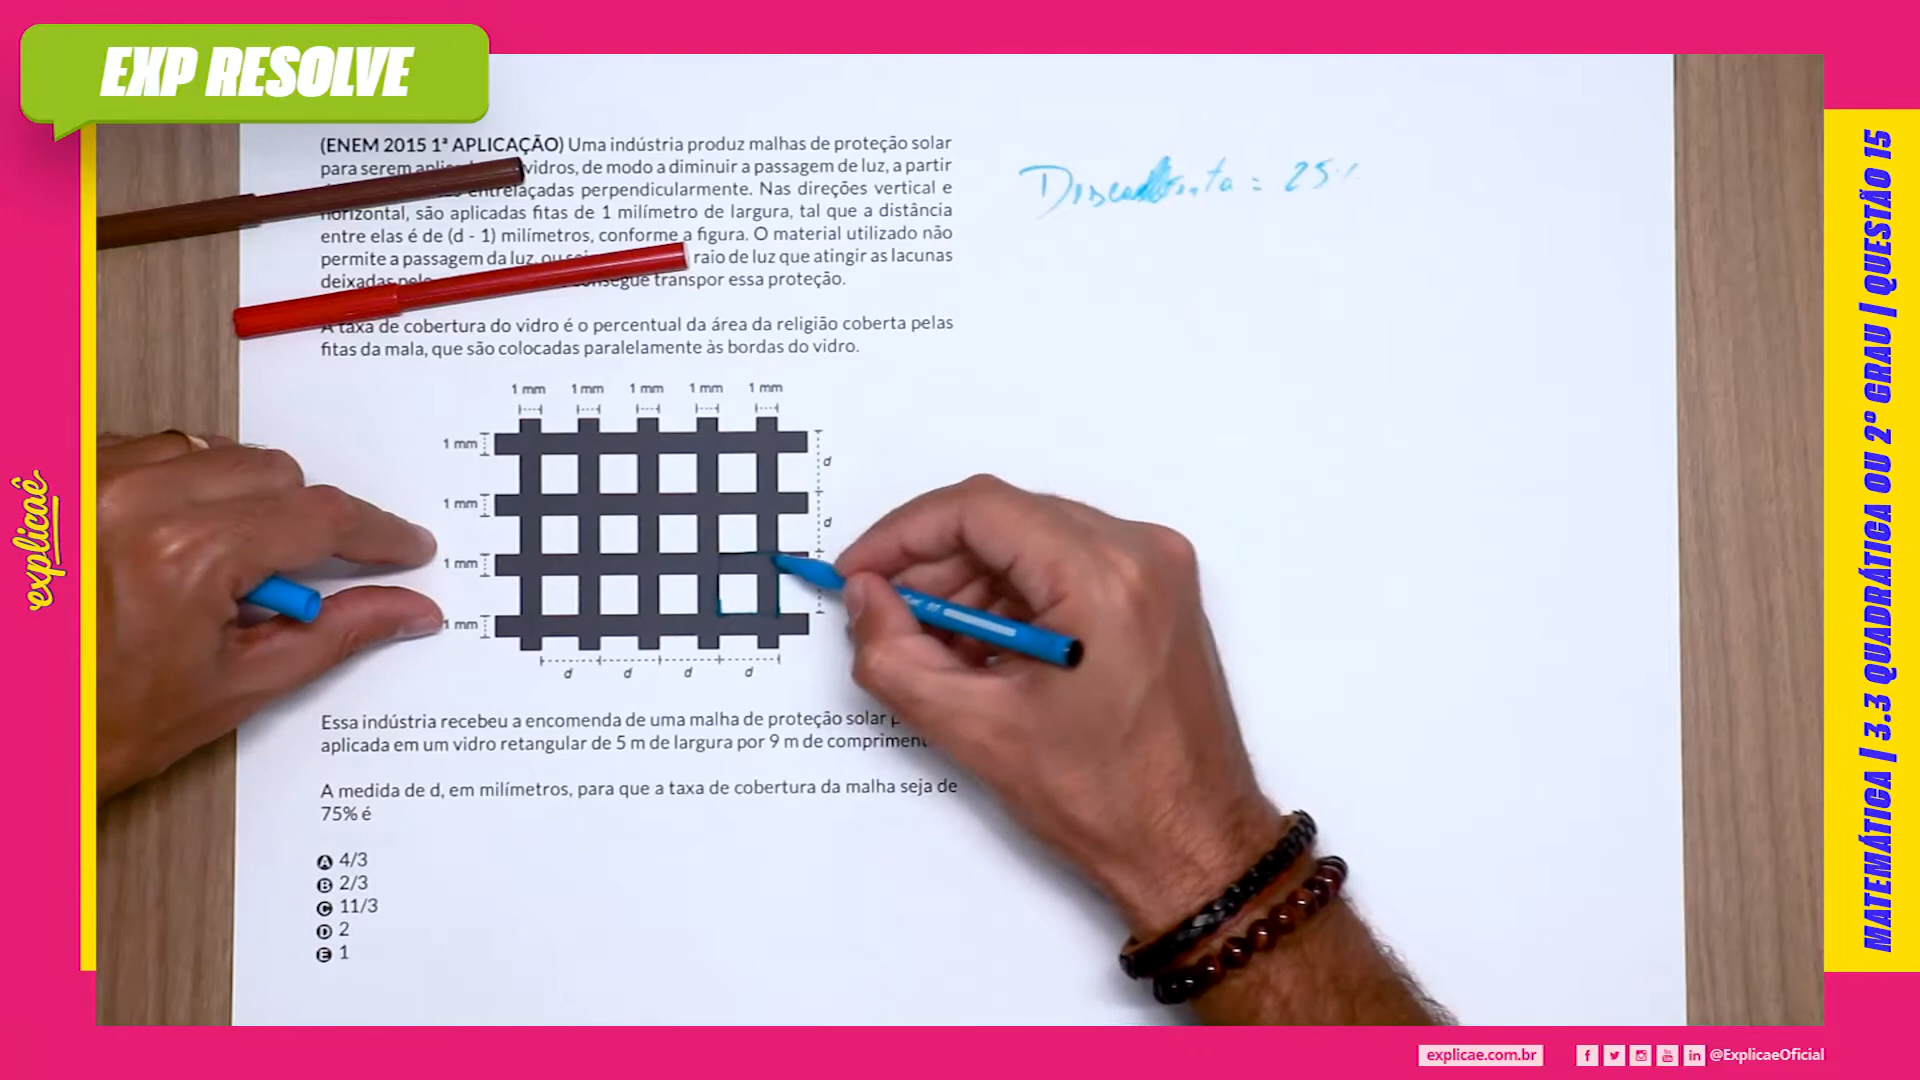 EXP RESOLVE
(ENEM 2015 1ª APLICAÇÃO) Uma indústria produz malhas de proteção solar
para serem vidros, de modo a diminuir a passagem de luz, a partir
entrelaçadas perpendicularmente. Nas direções vertical e
horizontal, são aplicadas fitas de 1 milímetro de largura, tal que a distância
entre elas é de (d - 1) milímetros, conforme a figura. O material utilizado não
permite a passagem da luz, ou raio de luz que atingir as lacunas
deixadas consegue transpor essa proteção.
A taxa de cobertura do vidro é o percentual da área da religião coberta pelas
fitas da mala, que são colocadas paralelamente às bordas do vidro.
1 mm 1 mm 1 mm 1 mm 1 mm
1 mm
d
1 mm
d
1 mm
1 mm
d d d d
Essa indústria recebeu a encomenda de uma malha de proteção solar
aplicada em um vidro retangular de 5 m de largura por 9 m de
A medida de d, em milímetros, para que a taxa de cobertura da malha seja de
75% é
A 4/3
B 2/3
C 11/3
D 2
E 1
= 25%
explicaê
MATEMÁTICA | 3.3 QUADRÁTICA OU 2º GRAU | QUESTÃO 15
explicae.com.br
@ExplicaeOficial